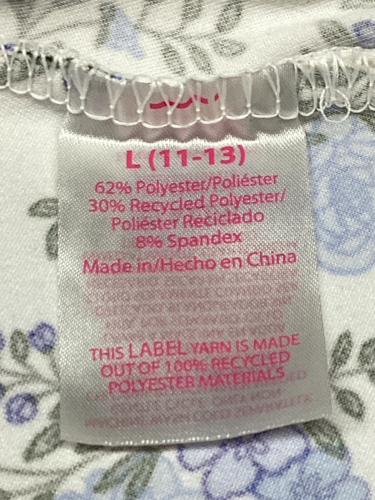 L (11-13)
62% Polyester/Poliéster
30% Recycled Polyester/
Poliéster Reciclado
8% Spandex
Made in/Hecho en China
THIS LABEL YARN IS MADE
OUT OF 100% RECYCLED
POLYESTER MATERIALS